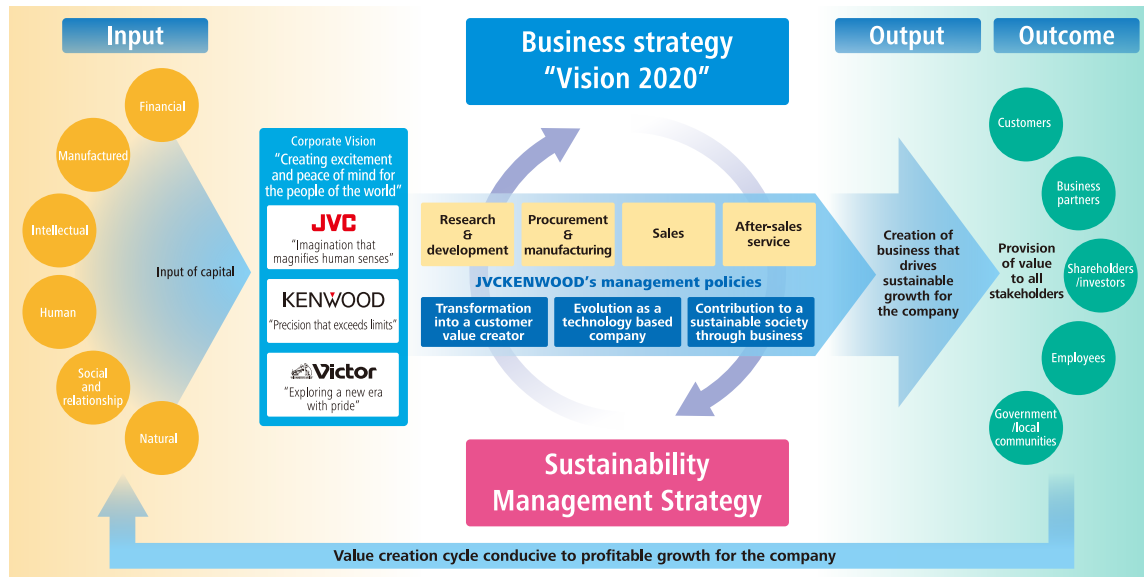 Input
Financial
Manufactured
Intellectual
Human
Social
and
relationship
Natural
Input of capital
Corporate Vision
“Creating excitement
and peace of mind for
the people of the world”
JVC
“Imagination that
magnifies human senses”
KENWOOD
“Precision that exceeds limits”
Victor
“Exploring a new era
with pride”
Business strategy
“Vision 2020”
Research
&
development
Procurement
&
manufacturing
Sales
After-sales
service
JVCKENWOOD’s management policies
Transformation
into a customer
value creator
Evolution as a
technology based
company
Contribution to a
sustainable society
through business
Sustainability
Management Strategy
Output
Creation of
business that
drives
sustainable
growth for
the company
Outcome
Provision
of value
to all
stakeholders
Customers
Business
partners
Shareholders
/investors
Employees
Government
/local
communities
Value creation cycle conducive to profitable growth for the company